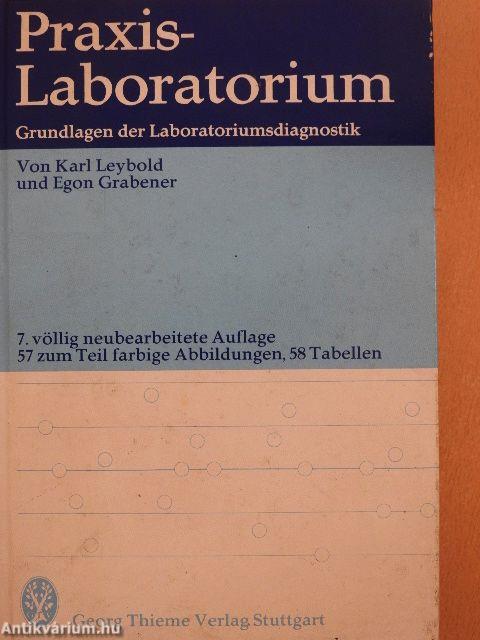 Praxis-
Laboratorium
Grundlagen der Laboratoriumsdiagnostik
Von Karl Leybold
und Egon Grabener
7. völlig neubearbeitete Auflage
57 zum Teil farbige Abbildungen, 58 Tabellen
Georg Thieme Verlag Stuttgart
Antikvárium.hu